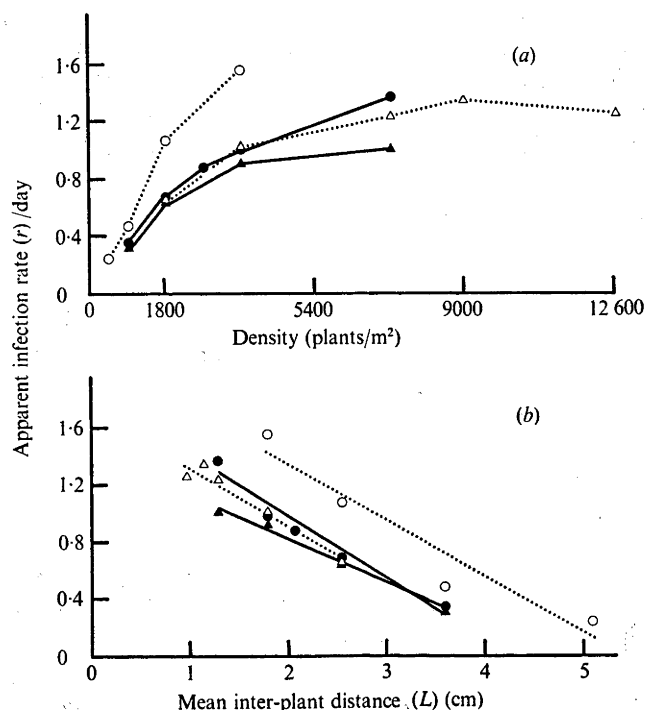 (a)
1·6
1·2
0·8
0·4
0
0 1800 5400 9000 12 600
Density (plants/m²)
Apparent infection rate (r)/day
(b)
1·6
1·2
0·8
0·4
0
0 1 2 3 4 5
Mean inter-plant distance (L) (cm)